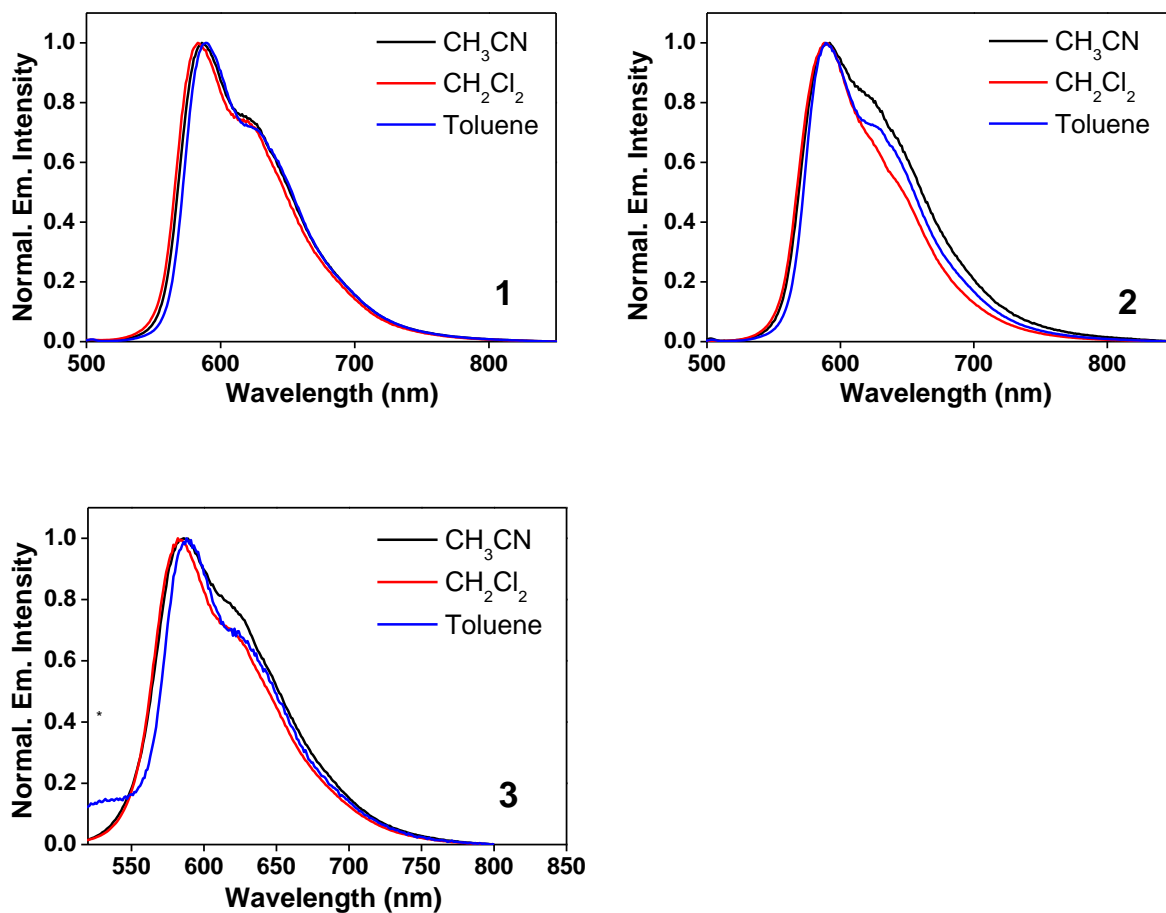 Normal. Em. Intensity
1.0
0.8
0.6
0.4
0.2
0.0
CH₃CN
CH₂Cl₂
Toluene
1
500 600 700 800
Wavelength (nm)
Normal. Em. Intensity
1.0
0.8
0.6
0.4
0.2
0.0
CH₃CN
CH₂Cl₂
Toluene
2
500 600 700 800
Wavelength (nm)
Normal. Em. Intensity
1.0
0.8
0.6
0.4
0.2
0.0
CH₃CN
CH₂Cl₂
Toluene
*
3
550 600 650 700 750 800 850
Wavelength (nm)